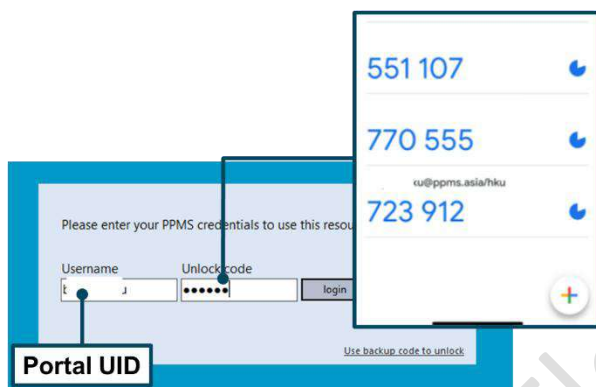 551 107
770 555
@ppms.asia/hku
723 912
Please enter your PPMS credentials to use this
Username
Unlock code
login
Use backup code to unlock
Portal UID